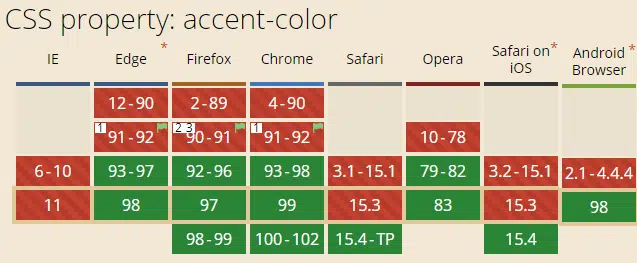 CSS property: accent-color
IE Edge * Firefox Chrome Safari Opera Safari on * iOS Android * Browser
12-90 2-89 4-90
1 91-92 2 3 90-91 1 91-92 10-78
6-10 93-97 92-96 93-98 3.1-15.1 79-82 3.2-15.1 2.1-4.4.4
11 98 97 99 15.3 83 15.3 98
98-99 100-102 15.4-TP 15.4